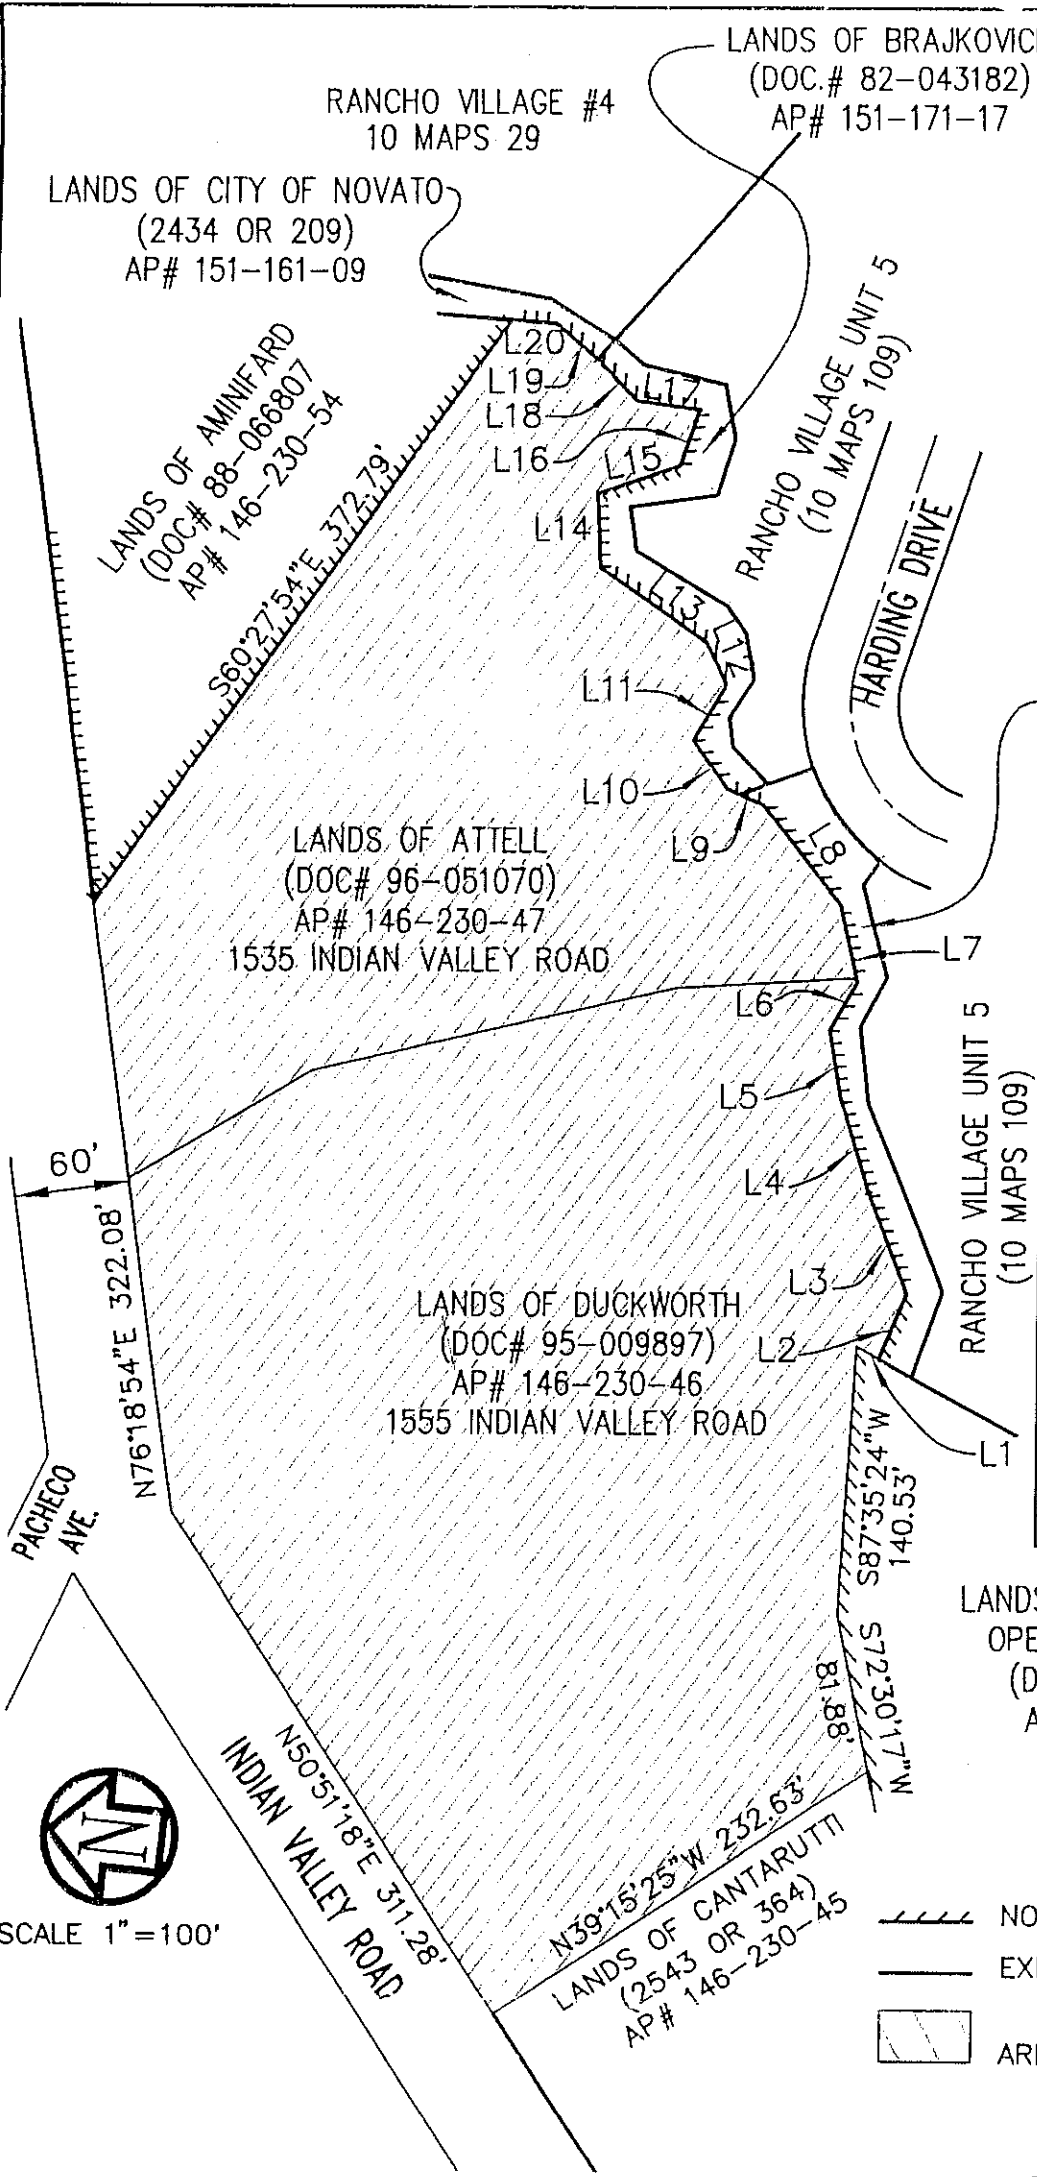 LANDS OF BRAJKOVIC
(DOC.# 82-043182)
AP# 151-171-17
RANCHO VILLAGE #4
10 MAPS 29
LANDS OF CITY OF NOVATO
(2434 OR 209)
AP# 151-161-09
LANDS OF AMINIFARD
(DOC# 88-066807
AP# 146-230-54
S60°27'54"E 372.79'
RANCHO VILLAGE UNIT 5
(10 MAPS 109)
HARDING DRIVE
L20
L19
L18
L17
L16
L15
L14
L13
L12
L11
L10
L9
L8
L7
L6
L5
L4
L3
L2
L1
LANDS OF ATTELL
(DOC# 96-051070)
AP# 146-230-47
1535 INDIAN VALLEY ROAD
60'
N76°18'54"E 322.08'
RANCHO VILLAGE UNIT 5
(10 MAPS 109)
LANDS OF DUCKWORTH
(DOC# 95-009897)
AP# 146-230-46
1555 INDIAN VALLEY ROAD
S87°35'24"W
140.53'
S72°30'17"W
81.88'
PACHECO
AVE.
LANDS
OPE
(D
A
N50°51'18"E 311.28'
INDIAN VALLEY ROAD
N39°15'25"W 232.63'
LANDS OF CANTARUTTI
(2543 OR 364)
AP# 146-230-45
N
SCALE 1"=100'
NO
EXI
ARE